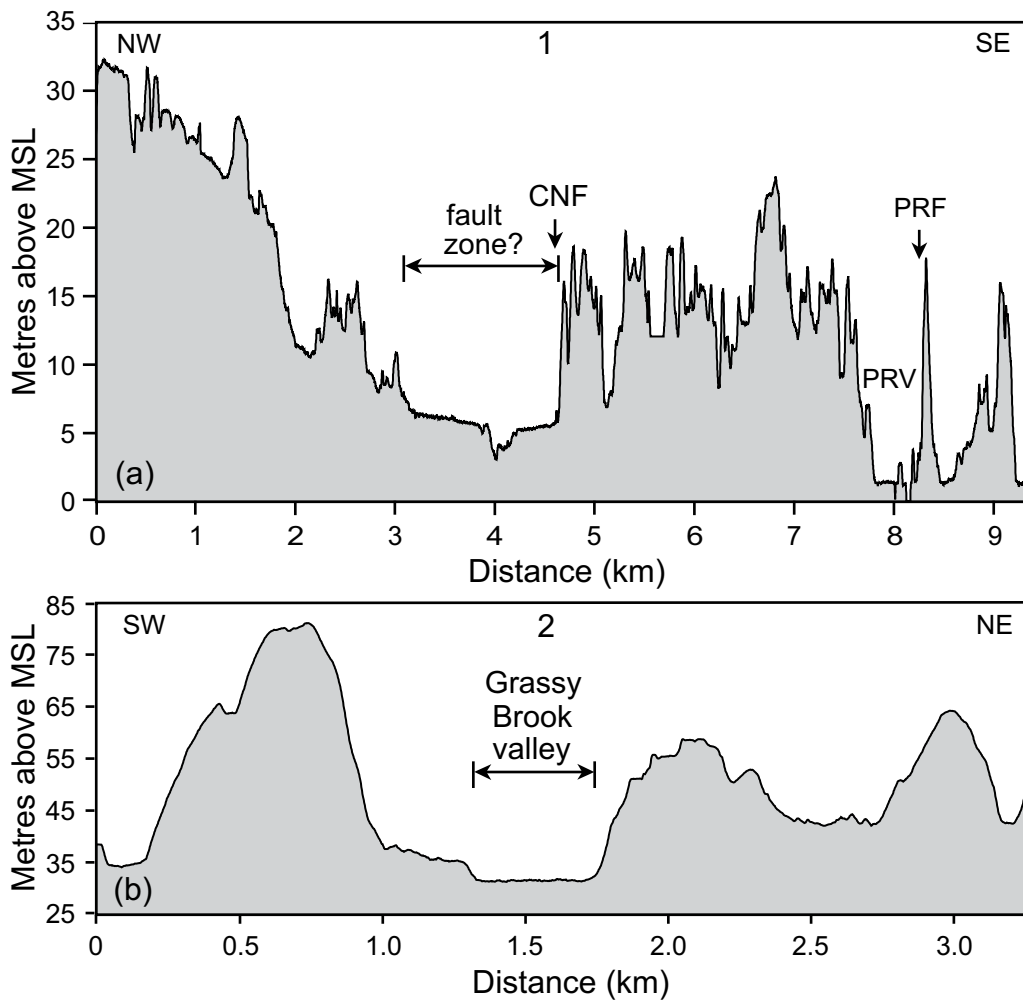 35
30
25
20
15
10
5
0
Metres above MSL
NW
1
SE
fault
zone?
CNF
PRF
PRV
(a)
0 1 2 3 4 5 6 7 8 9
Distance (km)
85
75
65
55
45
35
25
Metres above MSL
SW
2
NE
Grassy
Brook
valley
(b)
0 0.5 1.0 1.5 2.0 2.5 3.0
Distance (km)